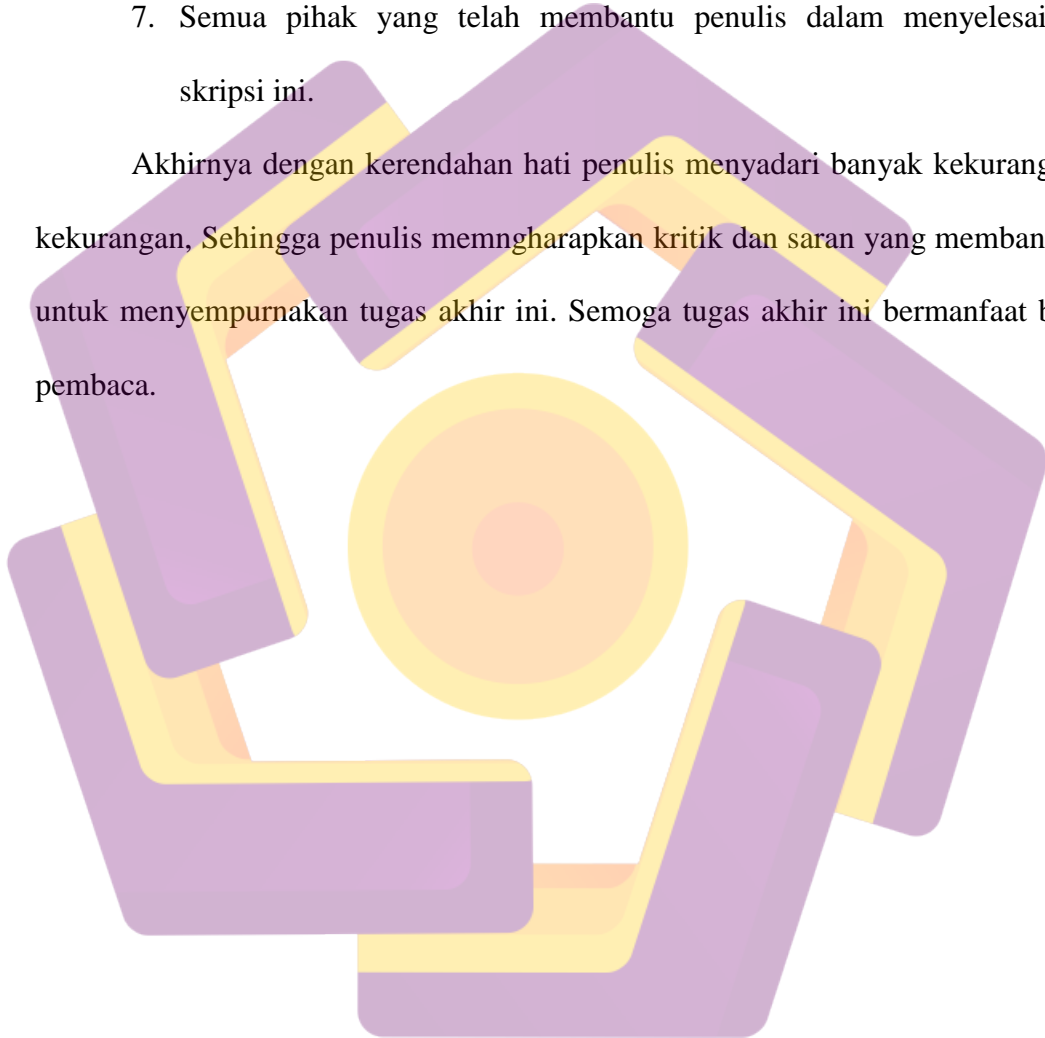 7. Semua pihak yang telah membantu penulis dalam menyelesai
skripsi ini.
Akhirnya dengan kerendahan hati penulis menyadari banyak kekurang
kekurangan, Sehingga penulis memngharapkan kritik dan saran yang memban
untuk menyempurnakan tugas akhir ini. Semoga tugas akhir ini bermanfaat b
pembaca.